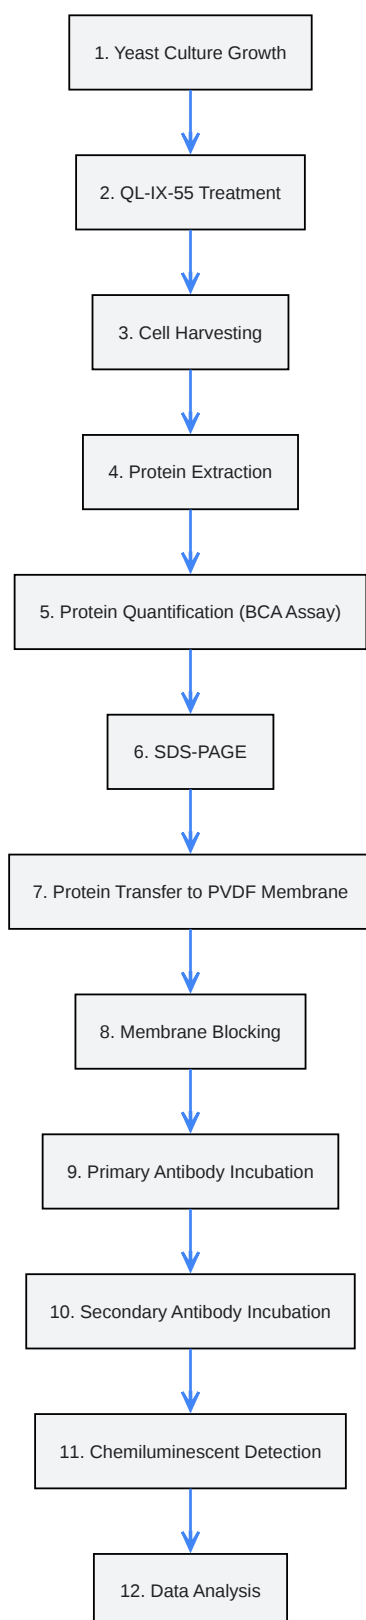 1. Yeast Culture Growth
2. QL-IX-55 Treatment
3. Cell Harvesting
4. Protein Extraction
5. Protein Quantification (BCA Assay)
6. SDS-PAGE
7. Protein Transfer to PVDF Membrane
8. Membrane Blocking
9. Primary Antibody Incubation
10. Secondary Antibody Incubation
11. Chemiluminescent Detection
12. Data Analysis